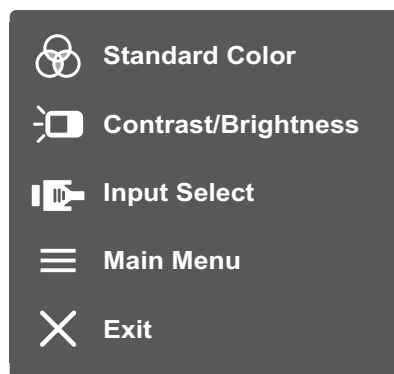 Standard Color
Contrast/Brightness
Input Select
Main Menu
Exit